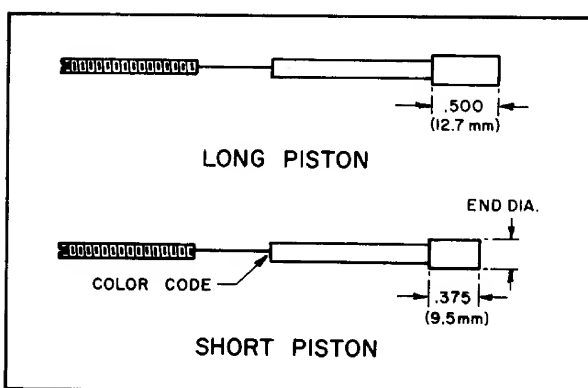 .500
(12.7 mm)
LONG PISTON
END DIA.
COLOR CODE
.375
(9.5mm)
SHORT PISTON